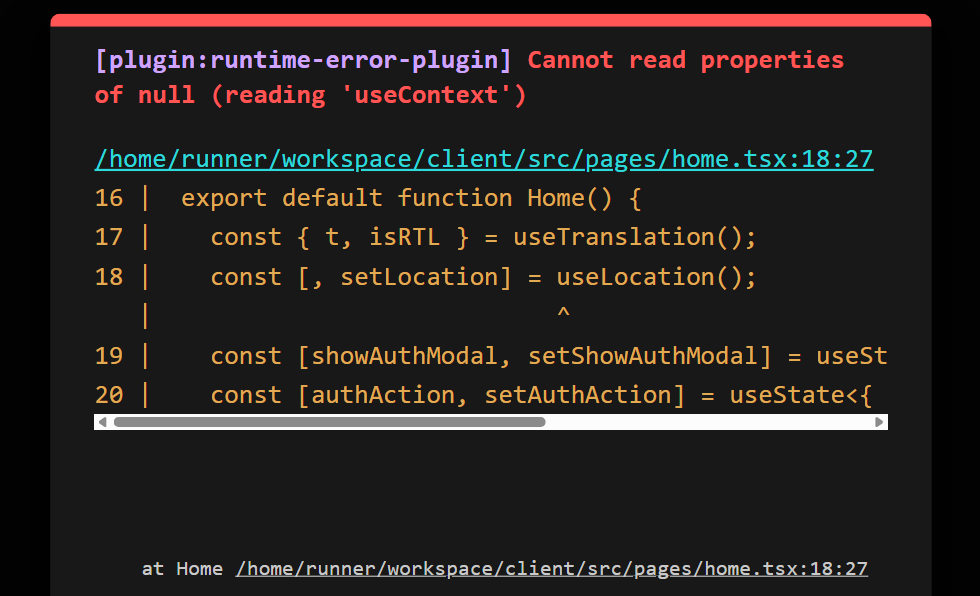 [plugin:runtime-error-plugin] Cannot read properties
of null (reading 'useContext')
/home/runner/workspace/client/src/pages/home.tsx:18:27
16 |  export default function Home() {
17 |    const { t, isRTL } = useTranslation();
18 |    const [, setLocation] = useLocation();
   |                            ^
19 |    const [showAuthModal, setShowAuthModal] = useSt
20 |    const [authAction, setAuthAction] = useState<{
at Home /home/runner/workspace/client/src/pages/home.tsx:18:27